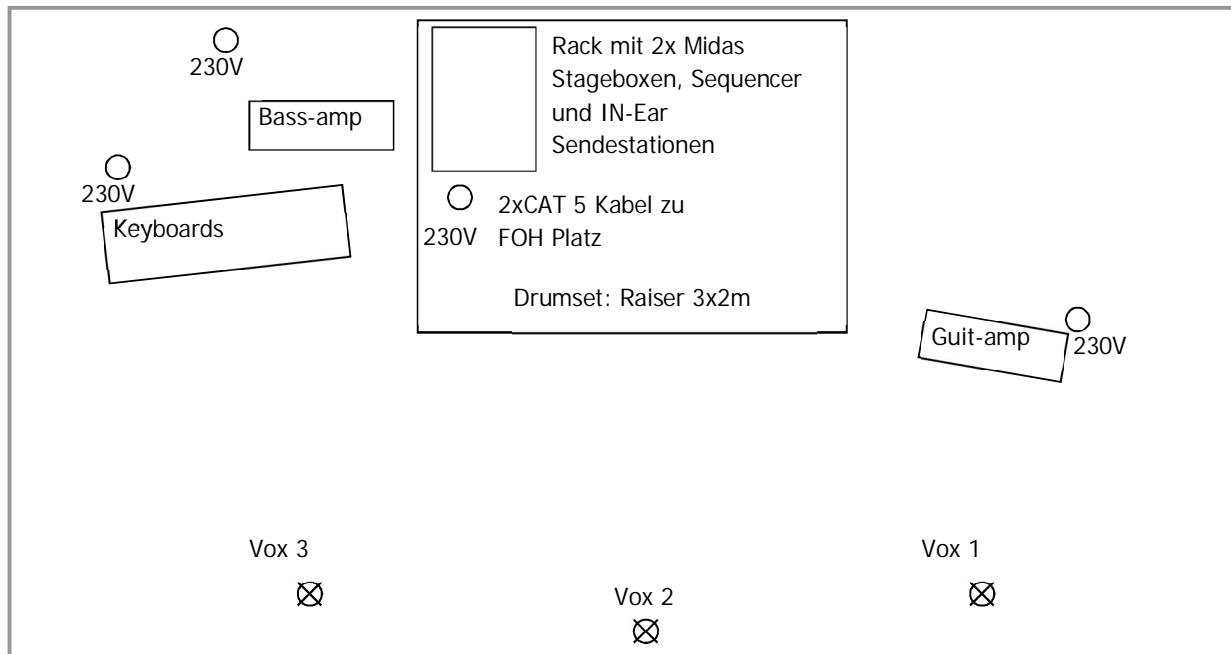 230V
Bass-amp
Rack mit 2x Midas
Stageboxen, Sequencer
und IN-Ear
Sendestationen
230V
Keyboards
230V
2xCAT 5 Kabel zu
FOH Platz
Drumset: Raiser 3x2m
Guit-amp
230V
Vox 3
Vox 2
Vox 1